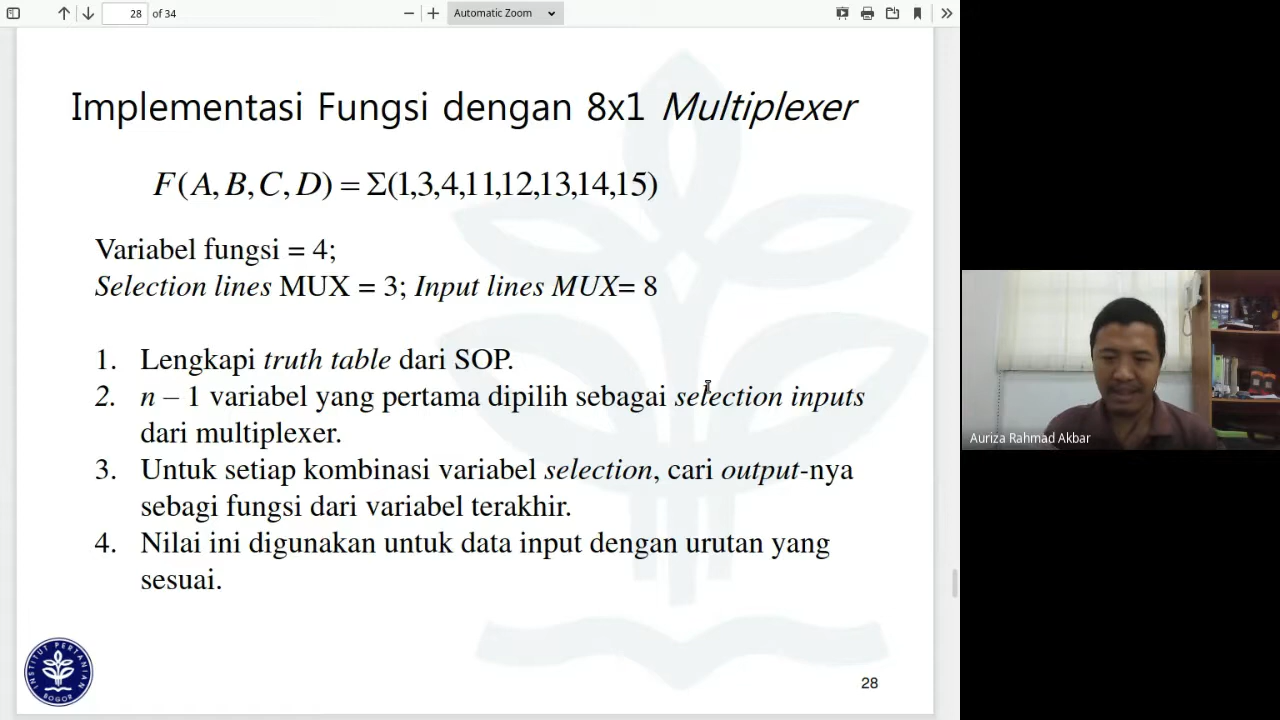 28 of 34
Automatic Zoom
Implementasi Fungsi dengan 8x1 Multiplexer
F(A, B, C, D) = Σ(1,3,4,11,12,13,14,15)
Variabel fungsi = 4;
Selection lines MUX = 3; Input lines MUX= 8
1. Lengkapi truth table dari SOP.
2. n – 1 variabel yang pertama dipilih sebagai selection inputs
dari multiplexer.
3. Untuk setiap kombinasi variabel selection, cari output-nya
sebagi fungsi dari variabel terakhir.
4. Nilai ini digunakan untuk data input dengan urutan yang
sesuai.
INSTITUT PERTANIAN
BOGOR
28
Auriza Rahmad Akbar